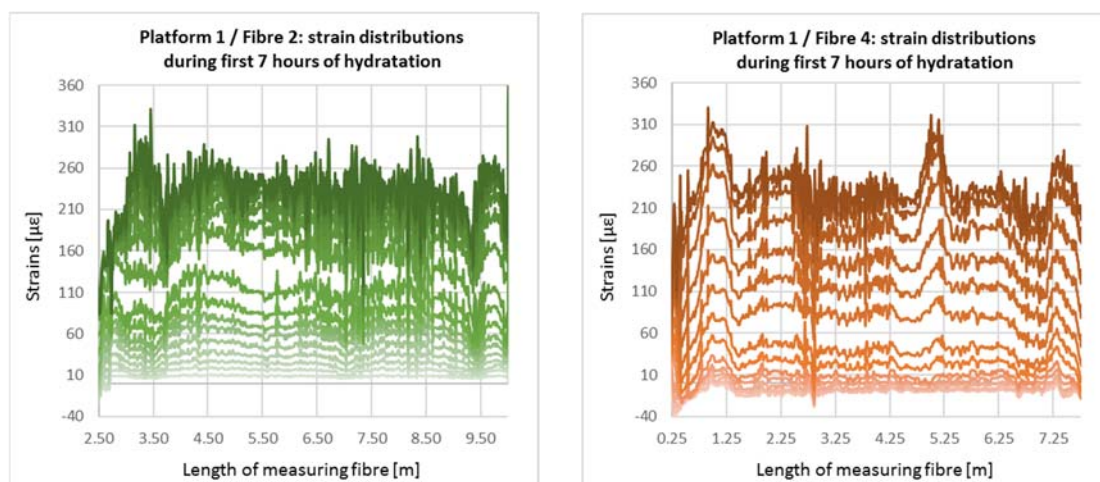 Platform 1 / Fibre 2: strain distributions
during first 7 hours of hydratation
360
310
260
210
160
110
60
10
-40
Strains [µε]
2.50 3.50 4.50 5.50 6.50 7.50 8.50 9.50
Length of measuring fibre [m]
Platform 1 / Fibre 4: strain distributions
during first 7 hours of hydratation
360
310
260
210
160
110
60
10
-40
Strains [µε]
0.25 1.25 2.25 3.25 4.25 5.25 6.25 7.25
Length of measuring fibre [m]